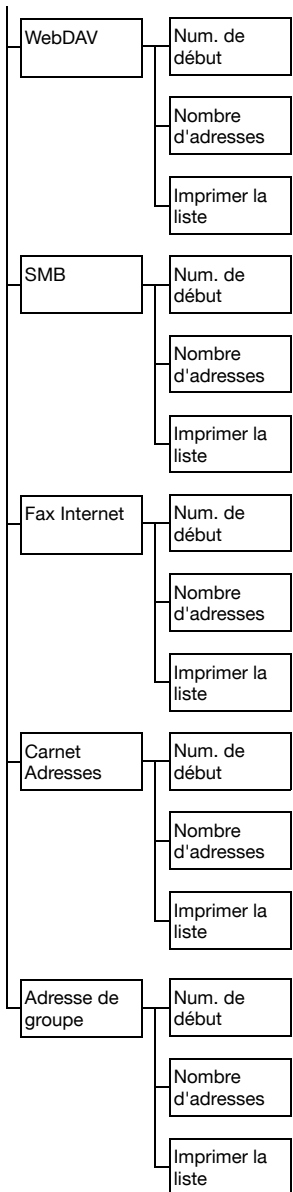 WebDAV
Num. de
début
Nombre
d'adresses
Imprimer la
liste
SMB
Num. de
début
Nombre
d'adresses
Imprimer la
liste
Fax Internet
Num. de
début
Nombre
d'adresses
Imprimer la
liste
Carnet
Adresses
Num. de
début
Nombre
d'adresses
Imprimer la
liste
Adresse de
groupe
Num. de
début
Nombre
d'adresses
Imprimer la
liste